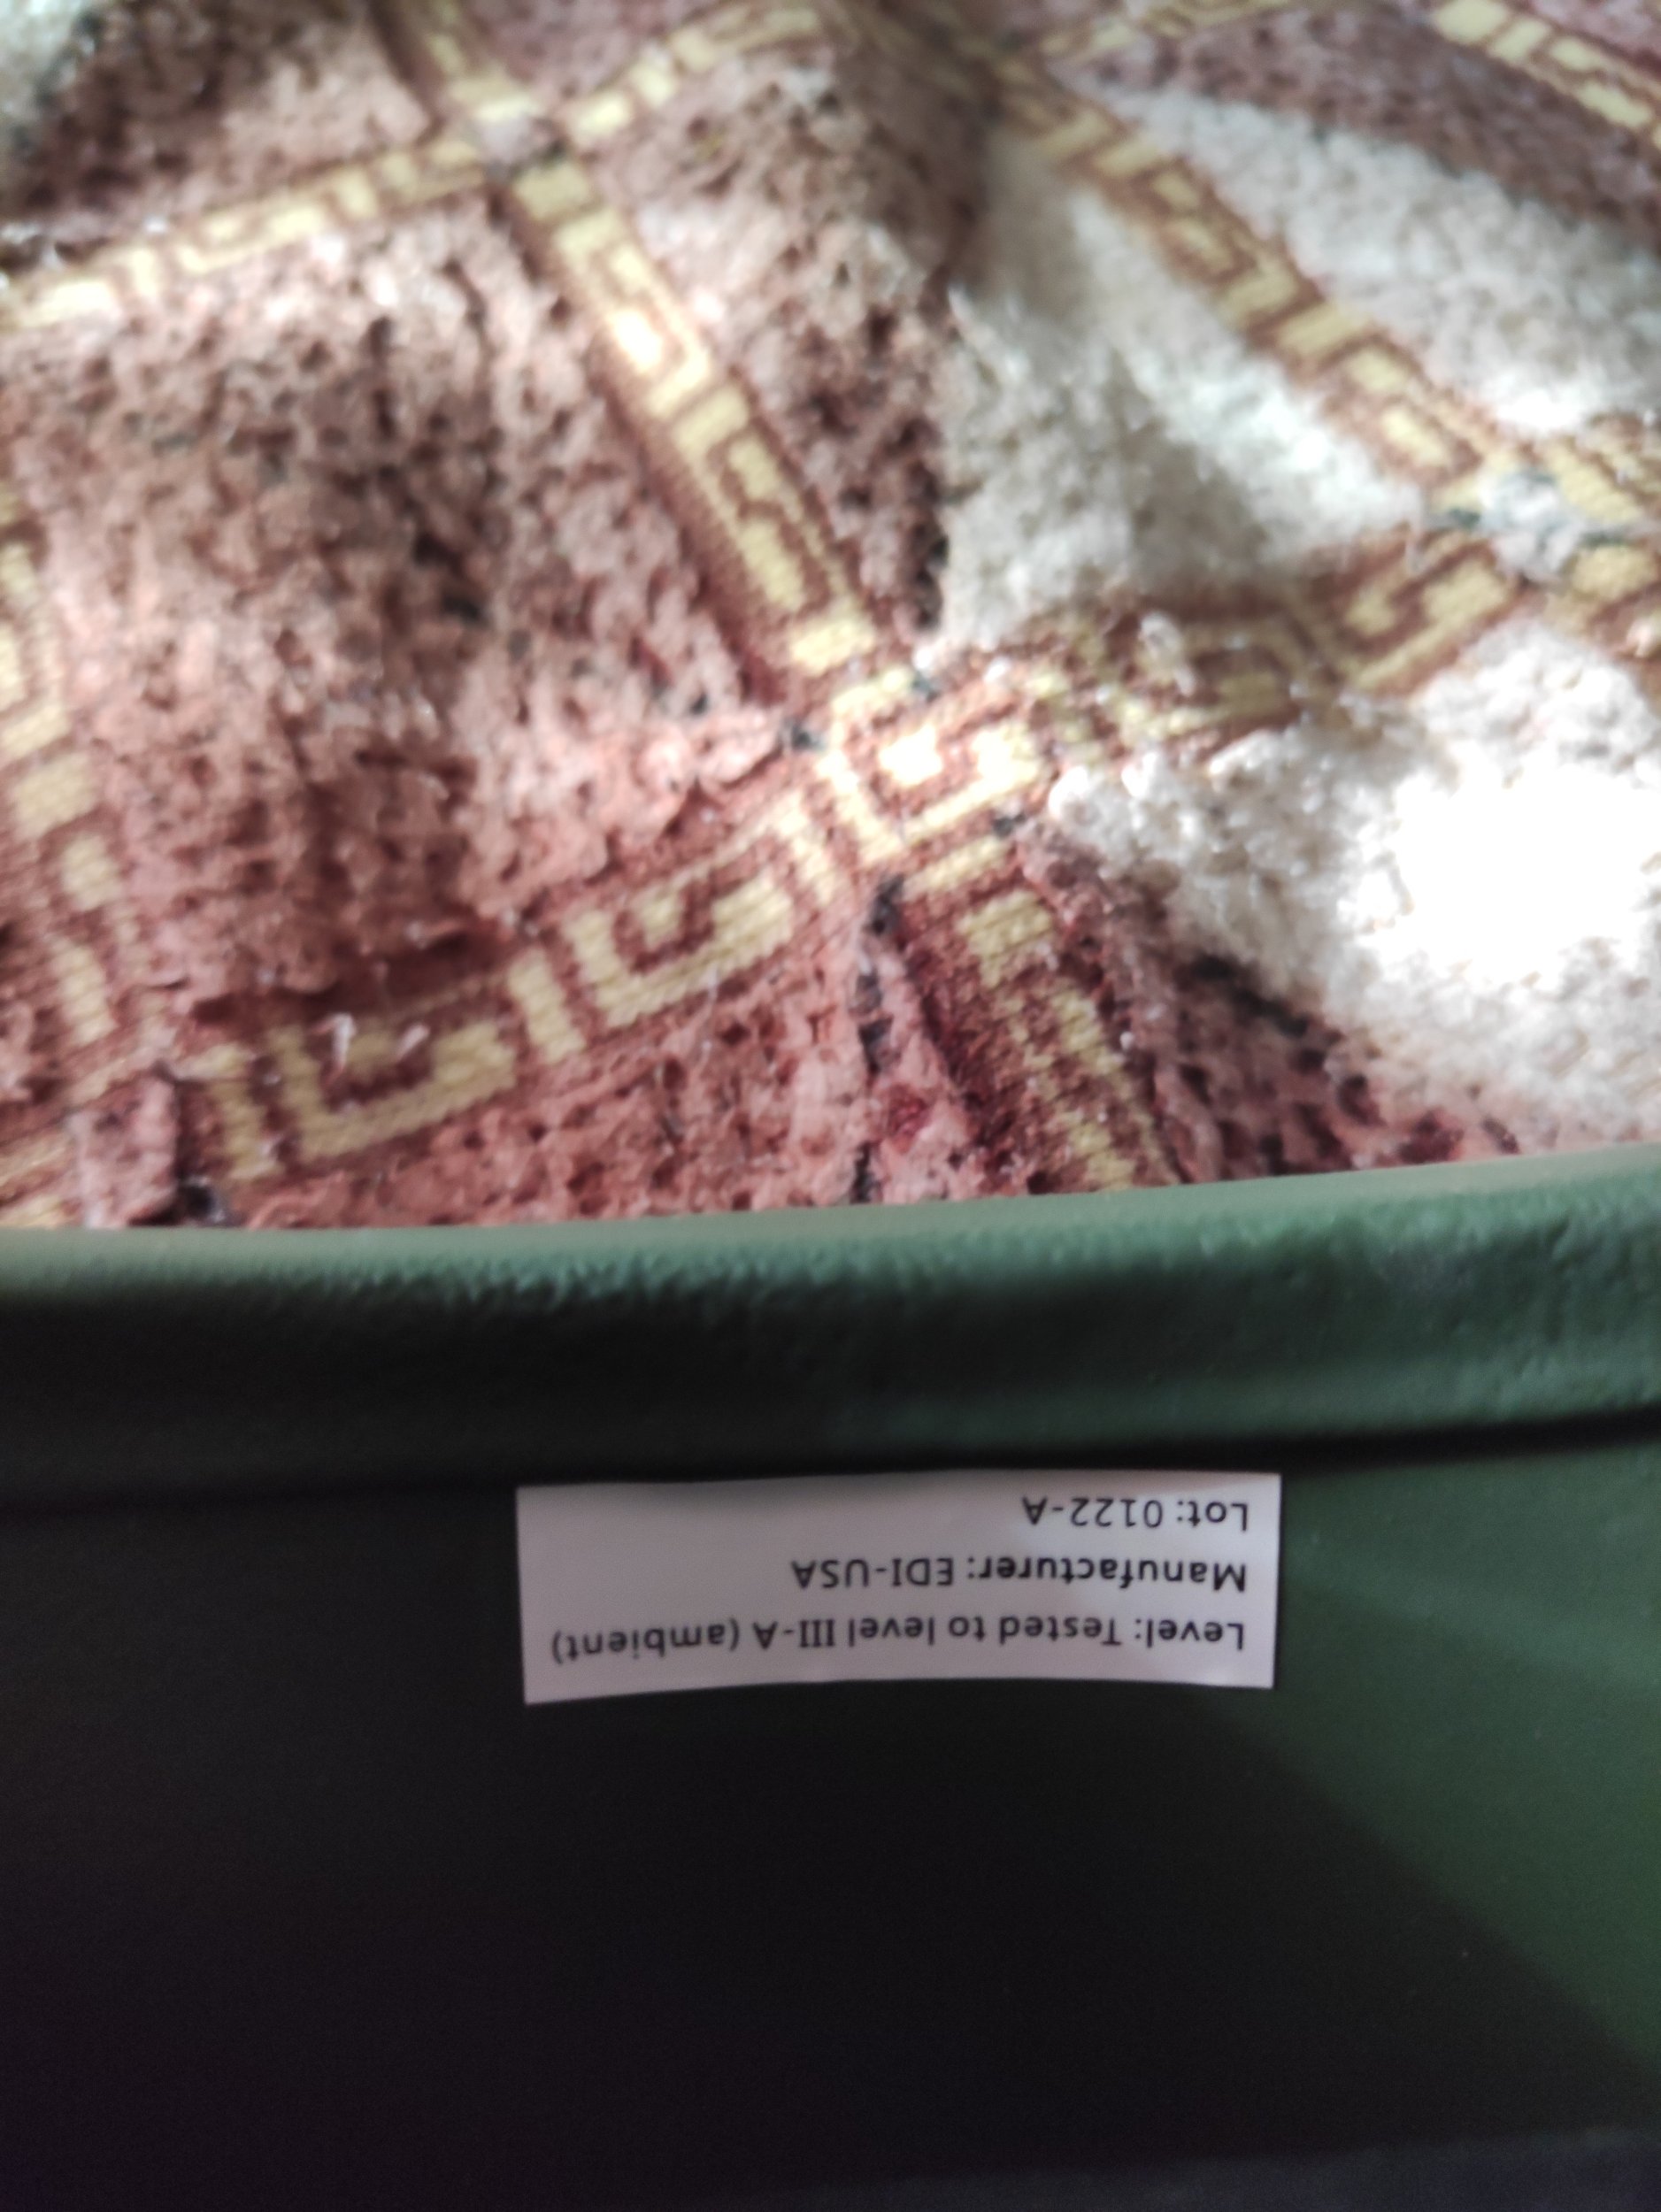 Level: Tested to level III-A (ambient)
Manufacturer: EDI-USA
Lot: 0122-A